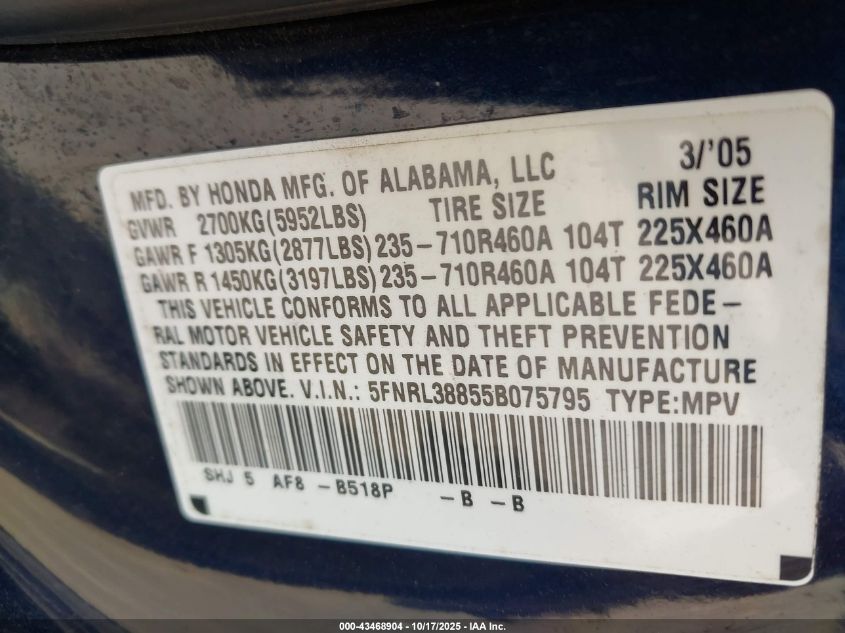 MFD. BY HONDA MFG. OF ALABAMA, LLC 3/'05
GVWR 2700KG(5952LBS) TIRE SIZE RIM SIZE
GAWR F 1305KG(2877LBS) 235-710R460A 104T 225X460A
GAWR R 1450KG(3197LBS) 235-710R460A 104T 225X460A
THIS VEHICLE CONFORMS TO ALL APPLICABLE FEDE-
RAL MOTOR VEHICLE SAFETY AND THEFT PREVENTION
STANDARDS IN EFFECT ON THE DATE OF MANUFACTURE
SHOWN ABOVE. V.I.N.: 5FNRL38855B075795 TYPE:MPV
SHJ 5 AF8 -B518P -B -B
000-43468904 | 10/17/2025 - IAA Inc.